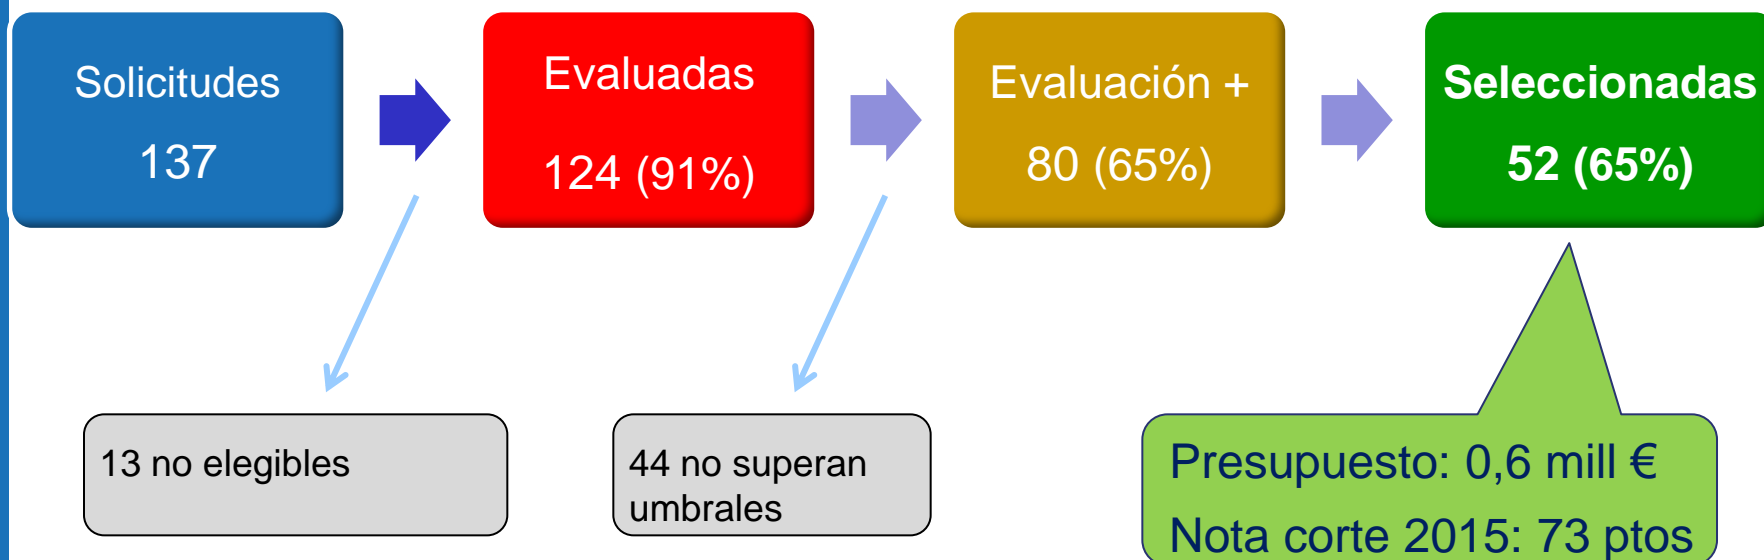 Solicitudes
137
Evaluadas
124 (91%)
Evaluación +
80 (65%)
Seleccionadas
52 (65%)
13 no elegibles
44 no superan
umbrales
Presupuesto: 0,6 mill €
Nota corte 2015: 73 ptos